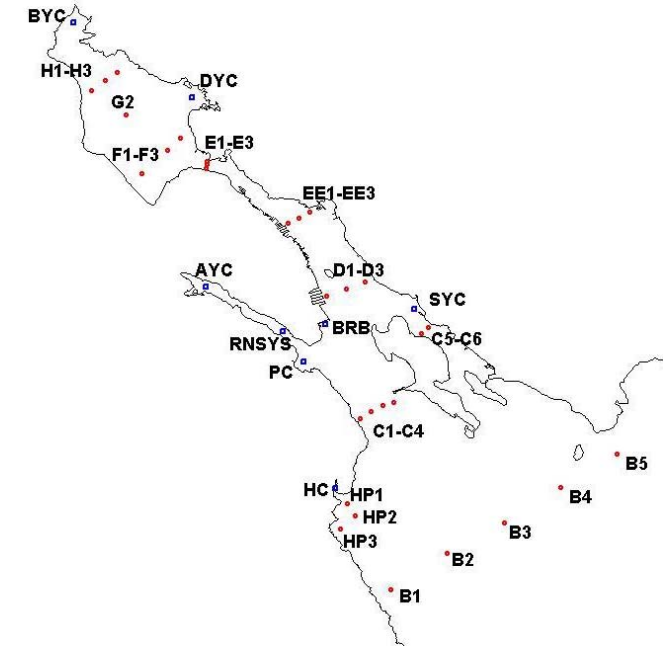 BYC
H1-H3
DYC
G2
E1-E3
F1-F3
EE1-EE3
AYC
D1-D3
SYC
RNSYS
BRB
C5-C6
PC
C1-C4
B5
HC
HP1
B4
HP2
B3
HP3
B2
B1